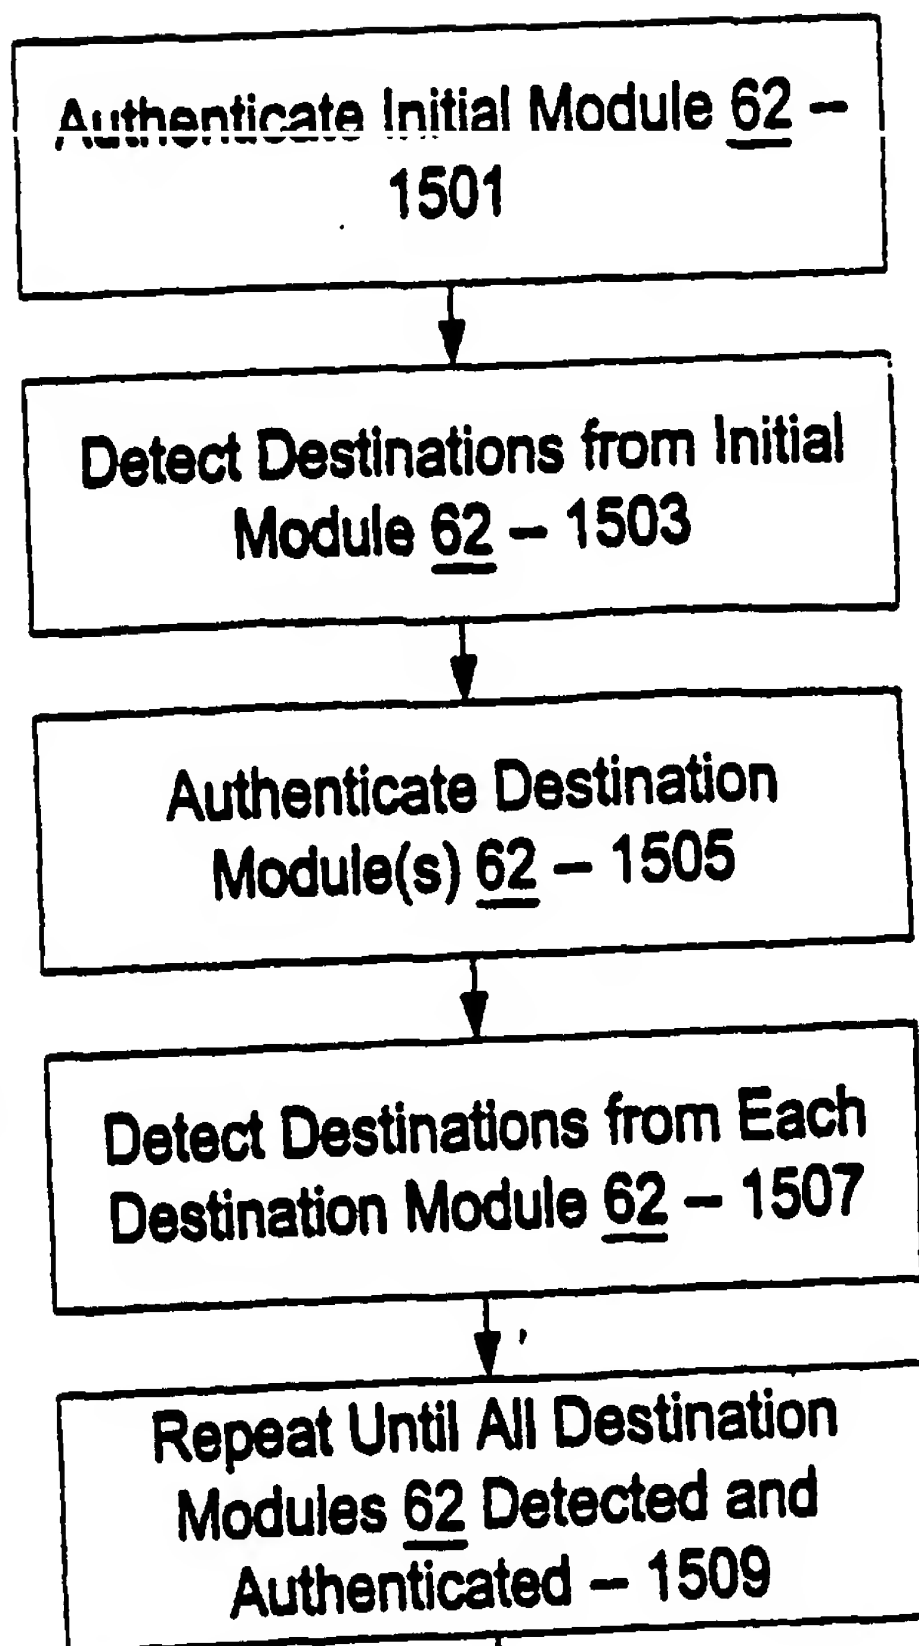 Authenticate Initial Module 62 –
1501
Detect Destinations from Initial
Module 62 – 1503
Authenticate Destination
Module(s) 62 – 1505
Detect Destinations from Each
Destination Module 62 – 1507
Repeat Until All Destination
Modules 62 Detected and
Authenticated – 1509